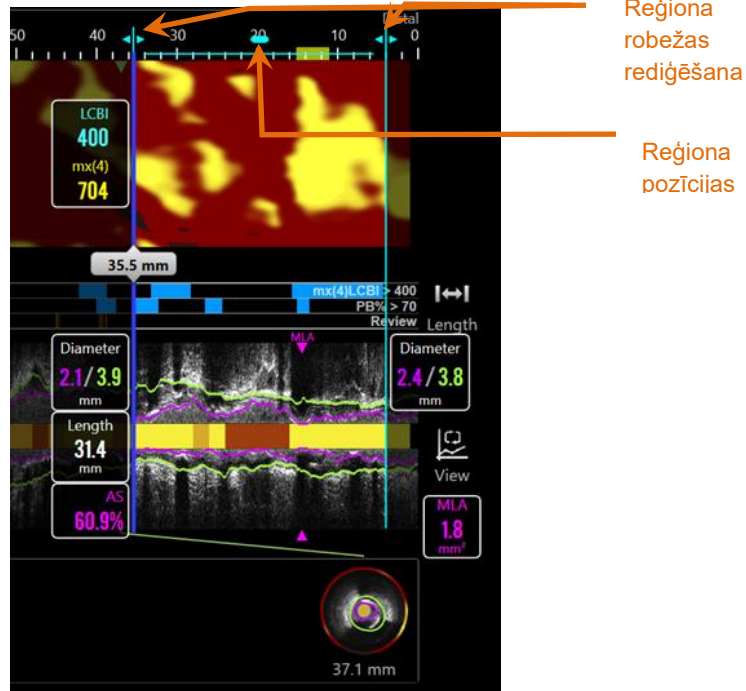 Reģiona
robežas
rediģēšana
Reģiona
pozīcijas
50 40 30 20 10 0
LCBI
400
mx(4)
704
35.5 mm
mx(4)LCBI > 400
PB% > 70
Review
Length
MLA
Diameter
2.1/3.9
mm
Diameter
2.4/3.8
mm
Length
31.4
mm
View
AS
60.9%
MLA
1.8
mm²
37.1 mm